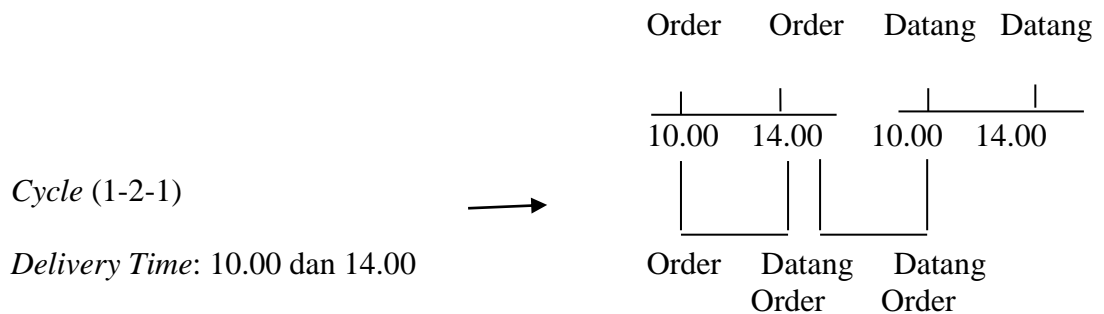 Order Order Datang Datang
10.00 14.00 10.00 14.00
Cycle (1-2-1)
Delivery Time: 10.00 dan 14.00
Order Datang Datang
Order Order